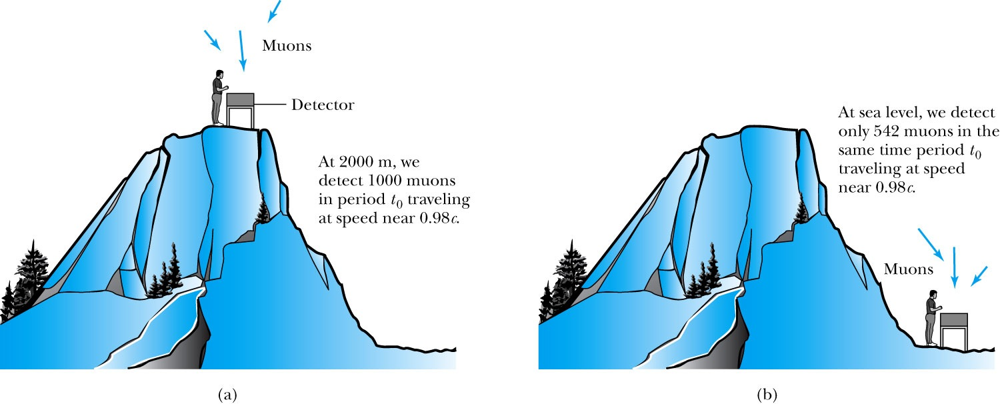 Muons
Detector
At 2000 m, we
detect 1000 muons
in period t₀ traveling
at speed near 0.98c.
(a)
At sea level, we detect
only 542 muons in the
same time period t₀
traveling at speed
near 0.98c.
Muons
(b)